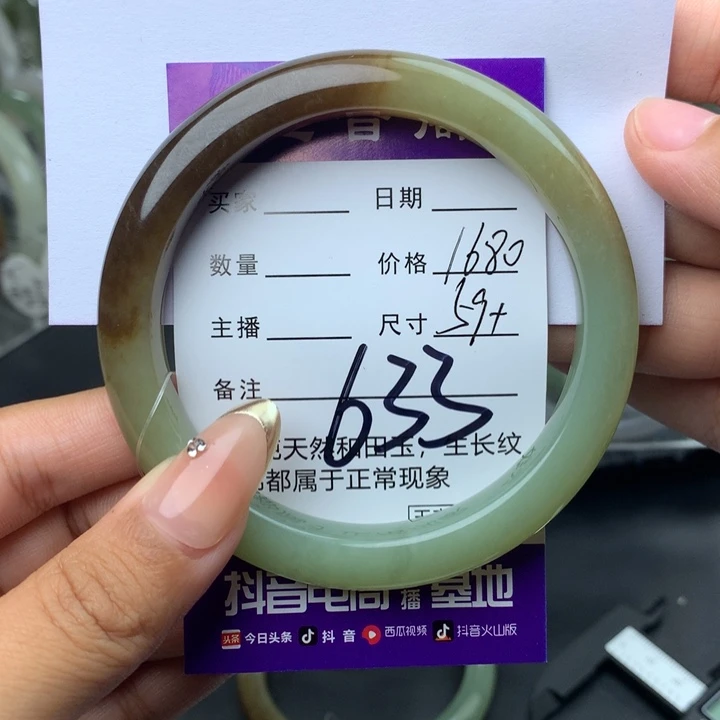 买家 日期
数量 价格 1680
主播 尺寸 59+
备注 633
天然和田玉，生长纹
都属于正常现象
抖音电商直播基地
头条 今日头条 抖音 西瓜视频 抖音火山版